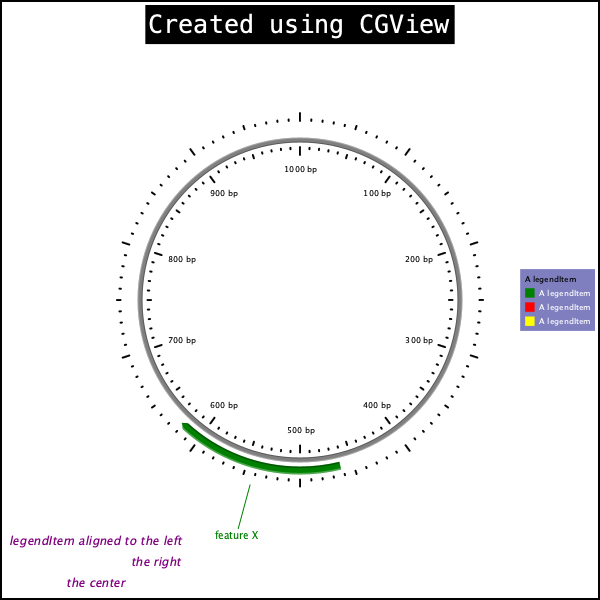 Created using CGView
1000 bp
900 bp
100 bp
800 bp
200 bp
A legendItem
A legendItem
A legendItem
A legendItem
700 bp
300 bp
600 bp
400 bp
500 bp
feature X
legendItem aligned to the left
the right
the center